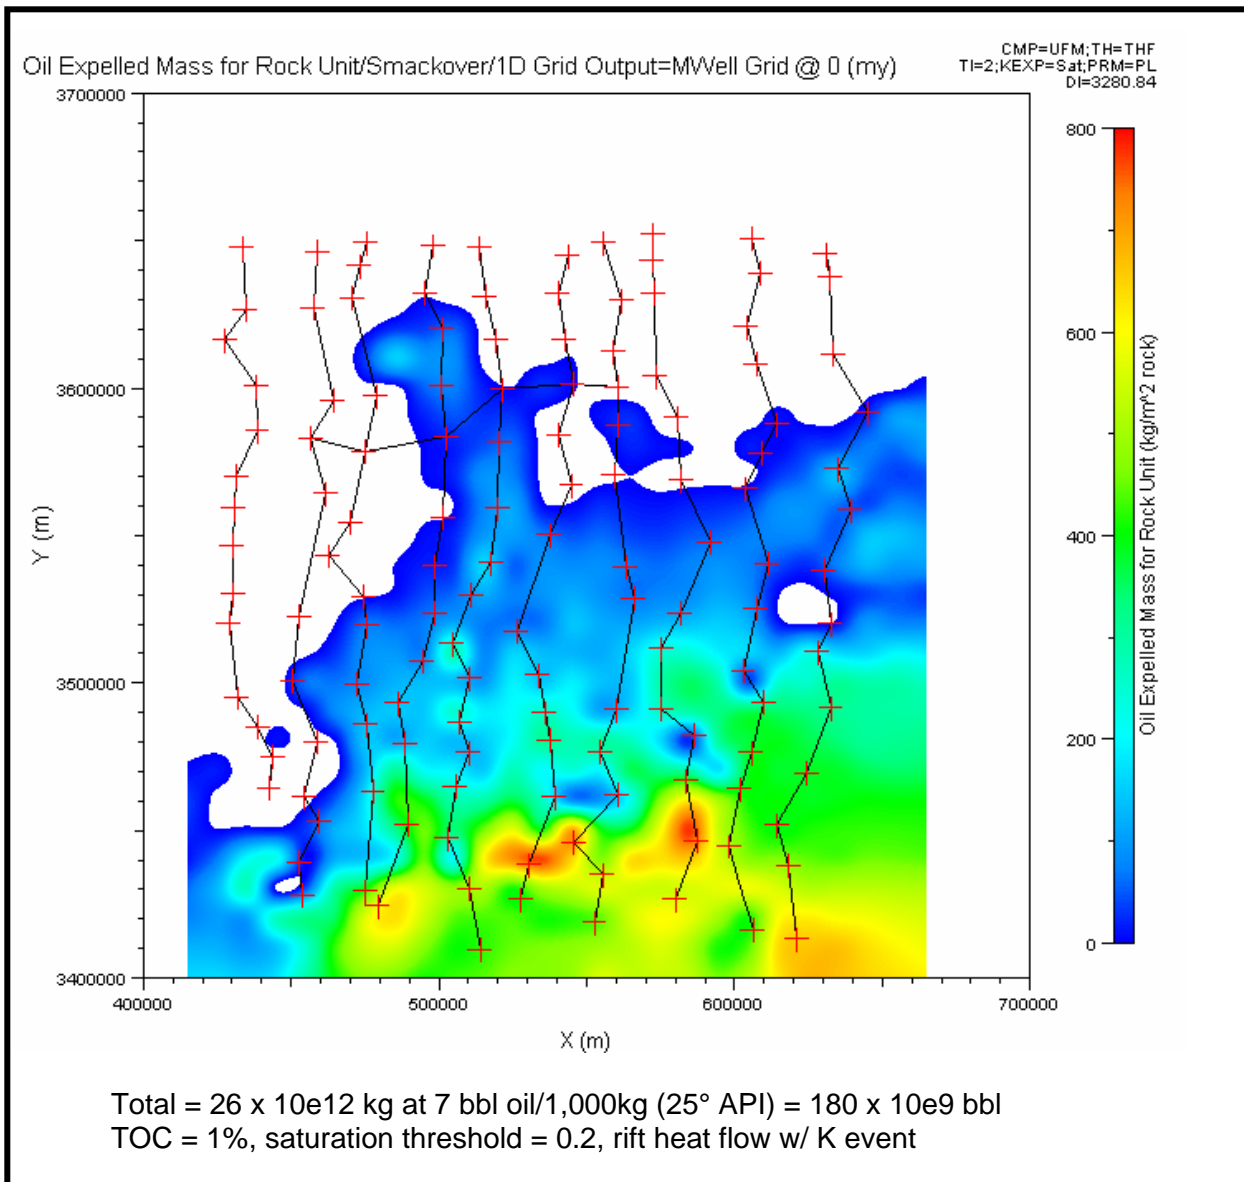 CMP=UFM;TH=THF
TI=2;KEXP=Sat;PRM=PL
DI=3280.84
Oil Expelled Mass for Rock Unit/Smackover/1D Grid Output=MWell Grid @ 0 (my)
3700000
3600000
3500000
3400000
Y (m)
400000
500000
600000
700000
X (m)
800
600
400
200
0
Oil Expelled Mass for Rock Unit (kg/m^2 rock)
Total = 26 x 10e12 kg at 7 bbl oil/1,000kg (25° API) = 180 x 10e9 bbl
TOC = 1%, saturation threshold = 0.2, rift heat flow w/ K event